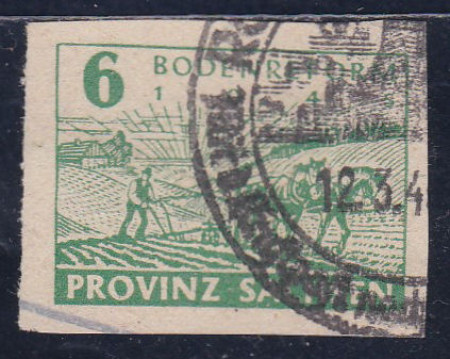 6
BODENREFORM
1 9 4 5
12.3.4
PROVINZ SACHSEN